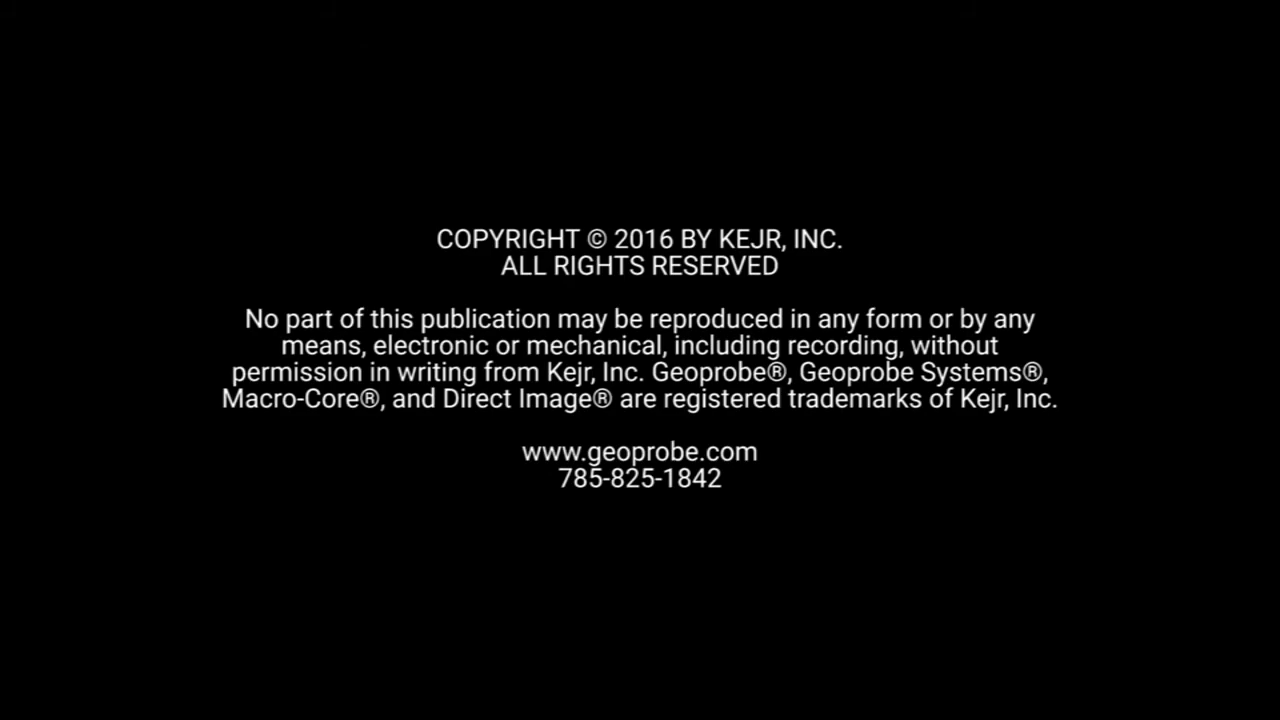 COPYRIGHT © 2016 BY KEJR, INC.
ALL RIGHTS RESERVED
No part of this publication may be reproduced in any form or by any
means, electronic or mechanical, including recording, without
permission in writing from Kejr, Inc. Geoprobe®, Geoprobe Systems®,
Macro-Core®, and Direct Image® are registered trademarks of Kejr, Inc.
www.geoprobe.com
785-825-1842